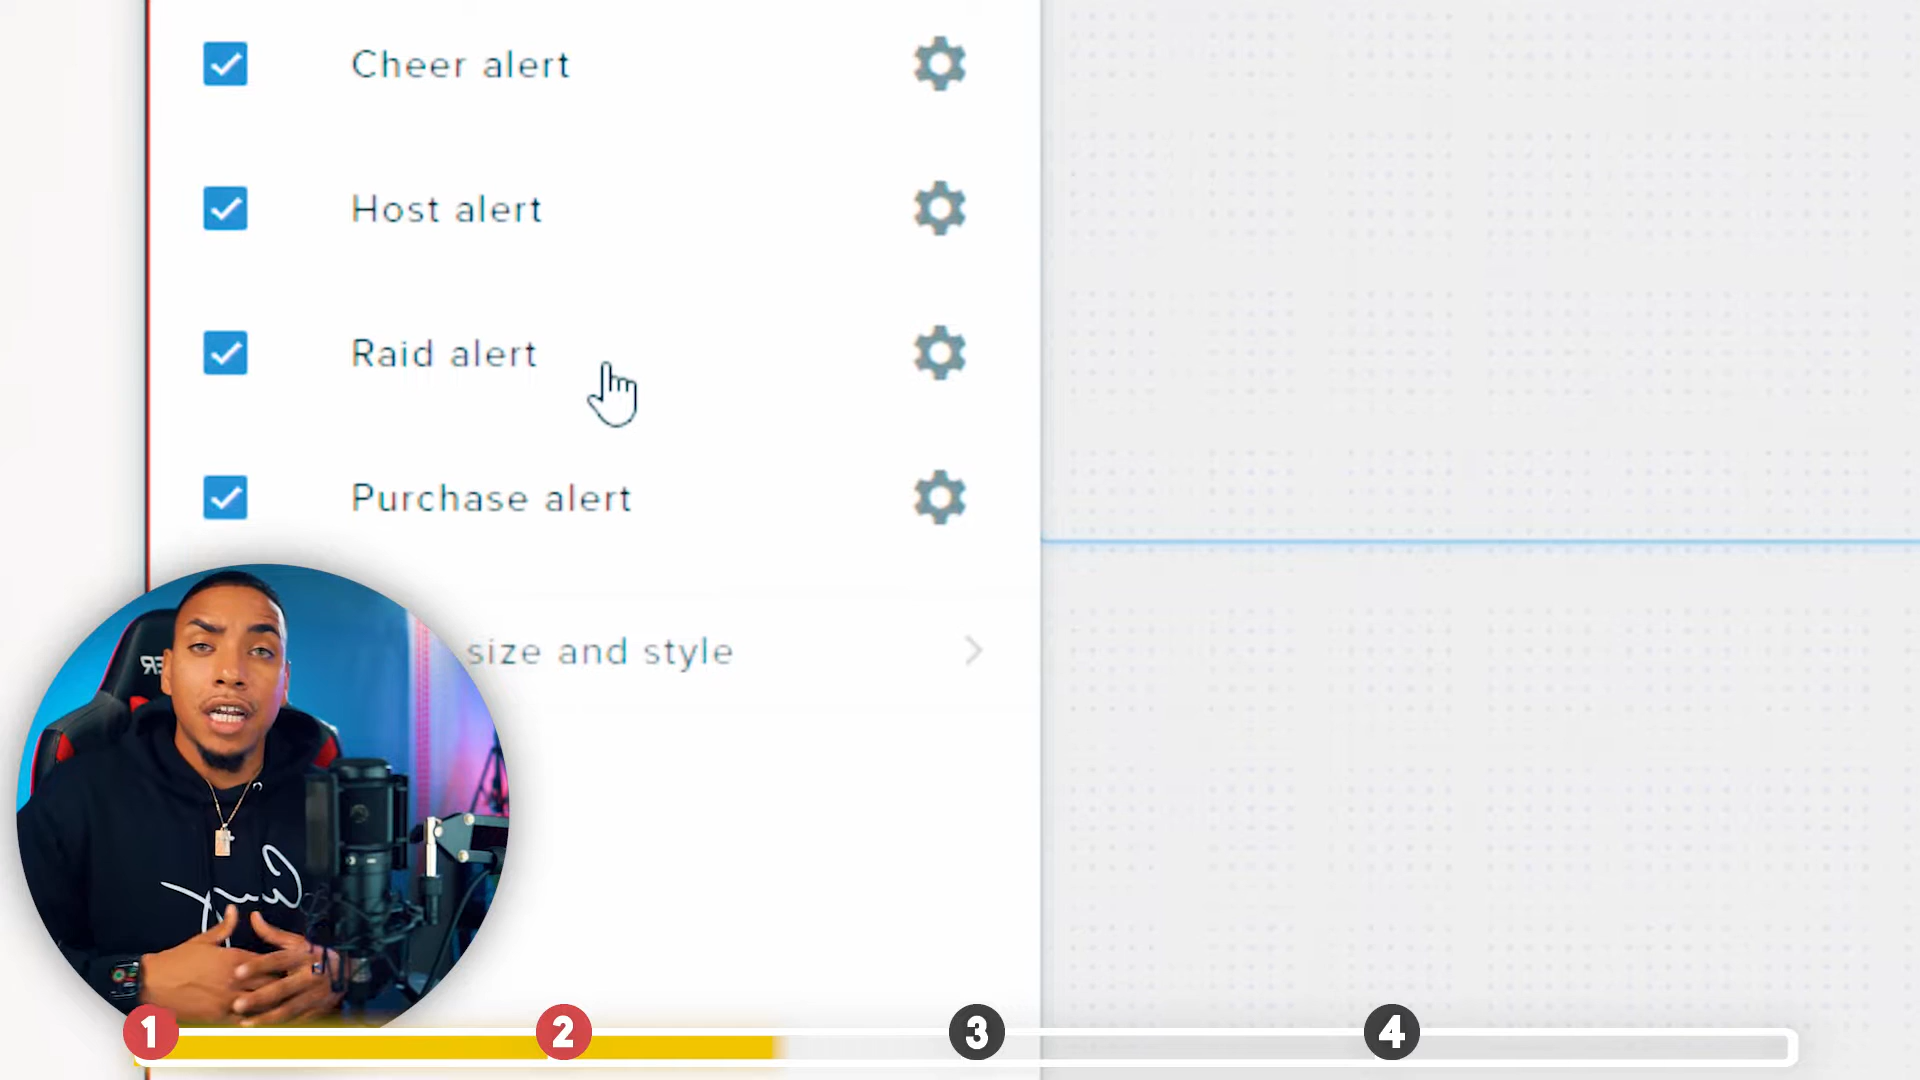 Cheer alert
Host alert
Raid alert
Purchase alert
size and style
1 2 3 4